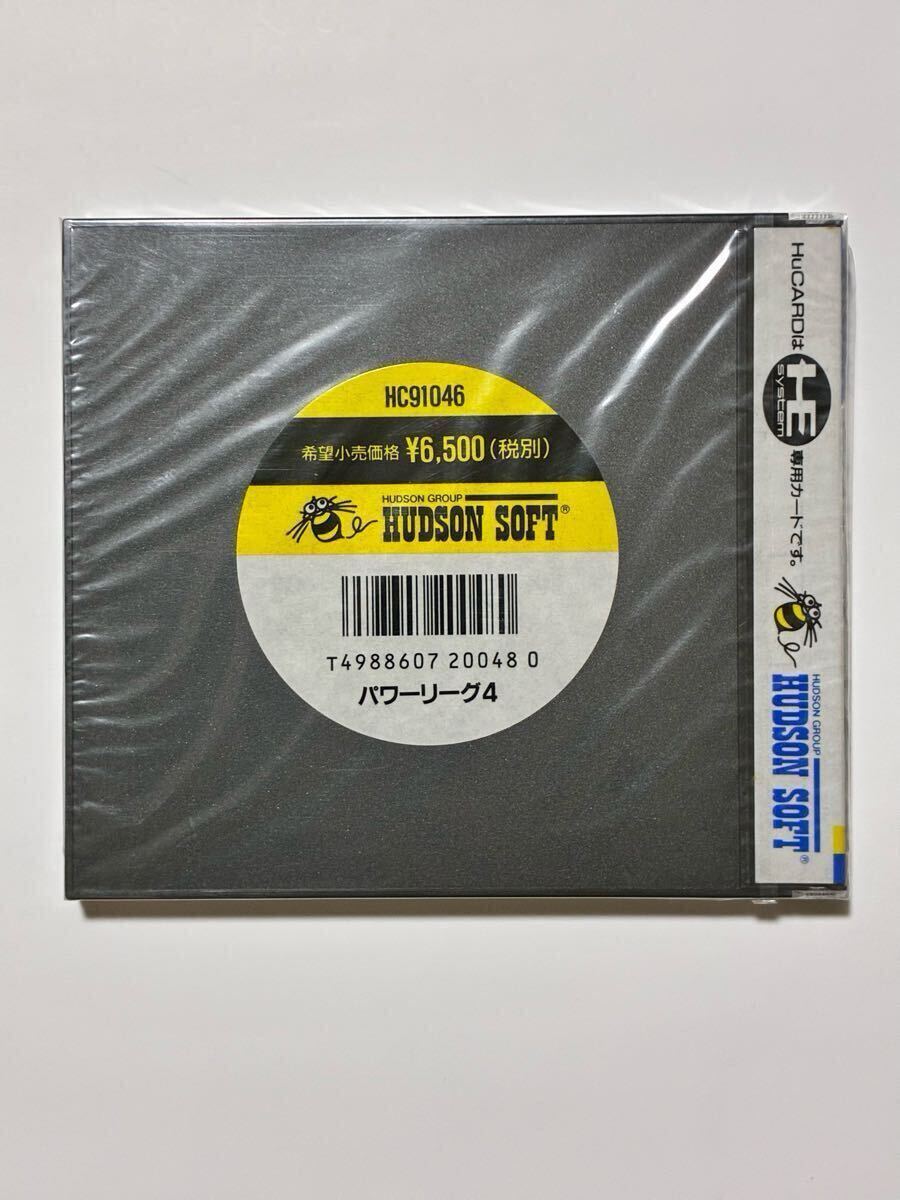 HC91046
希望小売価格 ¥6,500(税別)
HUDSON GROUP
HUDSON SOFT®
T4988607 20048 0
パワーリーグ4
HuCARDは
HE
system
専用カードです。
HUDSON GROUP
HUDSON SOFT®